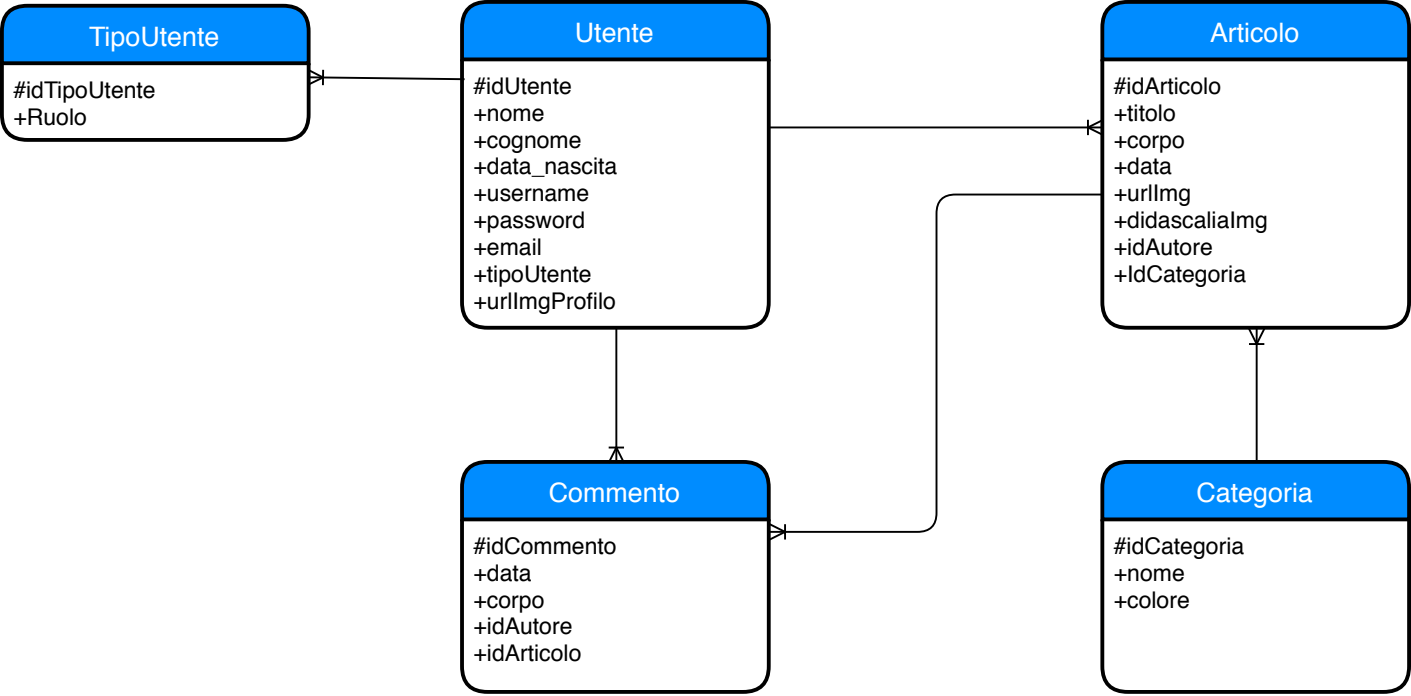 TipoUtente
#idTipoUtente
+Ruolo
Utente
#idUtente
+nome
+cognome
+data_nascita
+username
+password
+email
+tipoUtente
+urlImgProfilo
Articolo
#idArticolo
+titolo
+corpo
+data
+urlImg
+didascaliaImg
+idAutore
+IdCategoria
Commento
#idCommento
+data
+corpo
+idAutore
+idArticolo
Categoria
#idCategoria
+nome
+colore